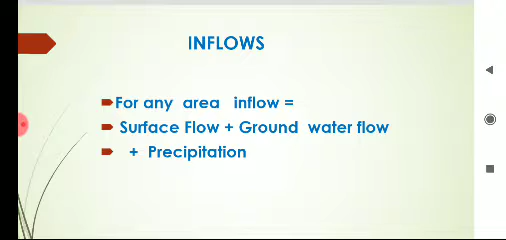 INFLOWS
For any area inflow =
Surface Flow + Ground water flow
+ Precipitation